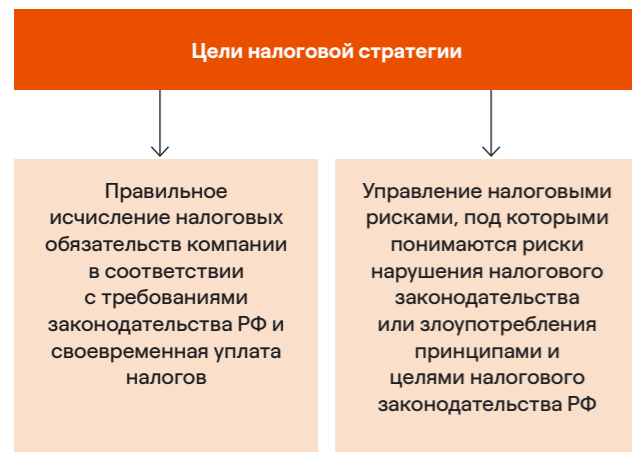 Цели налоговой стратегии
Правильное
исчисление налоговых
обязательств компании
в соответствии
с требованиями
законодательства РФ и
своевременная уплата
налогов
Управление налоговыми
рисками, под которыми
понимаются риски
нарушения налогового
законодательства
или злоупотребления
принципами и
целями налогового
законодательства РФ